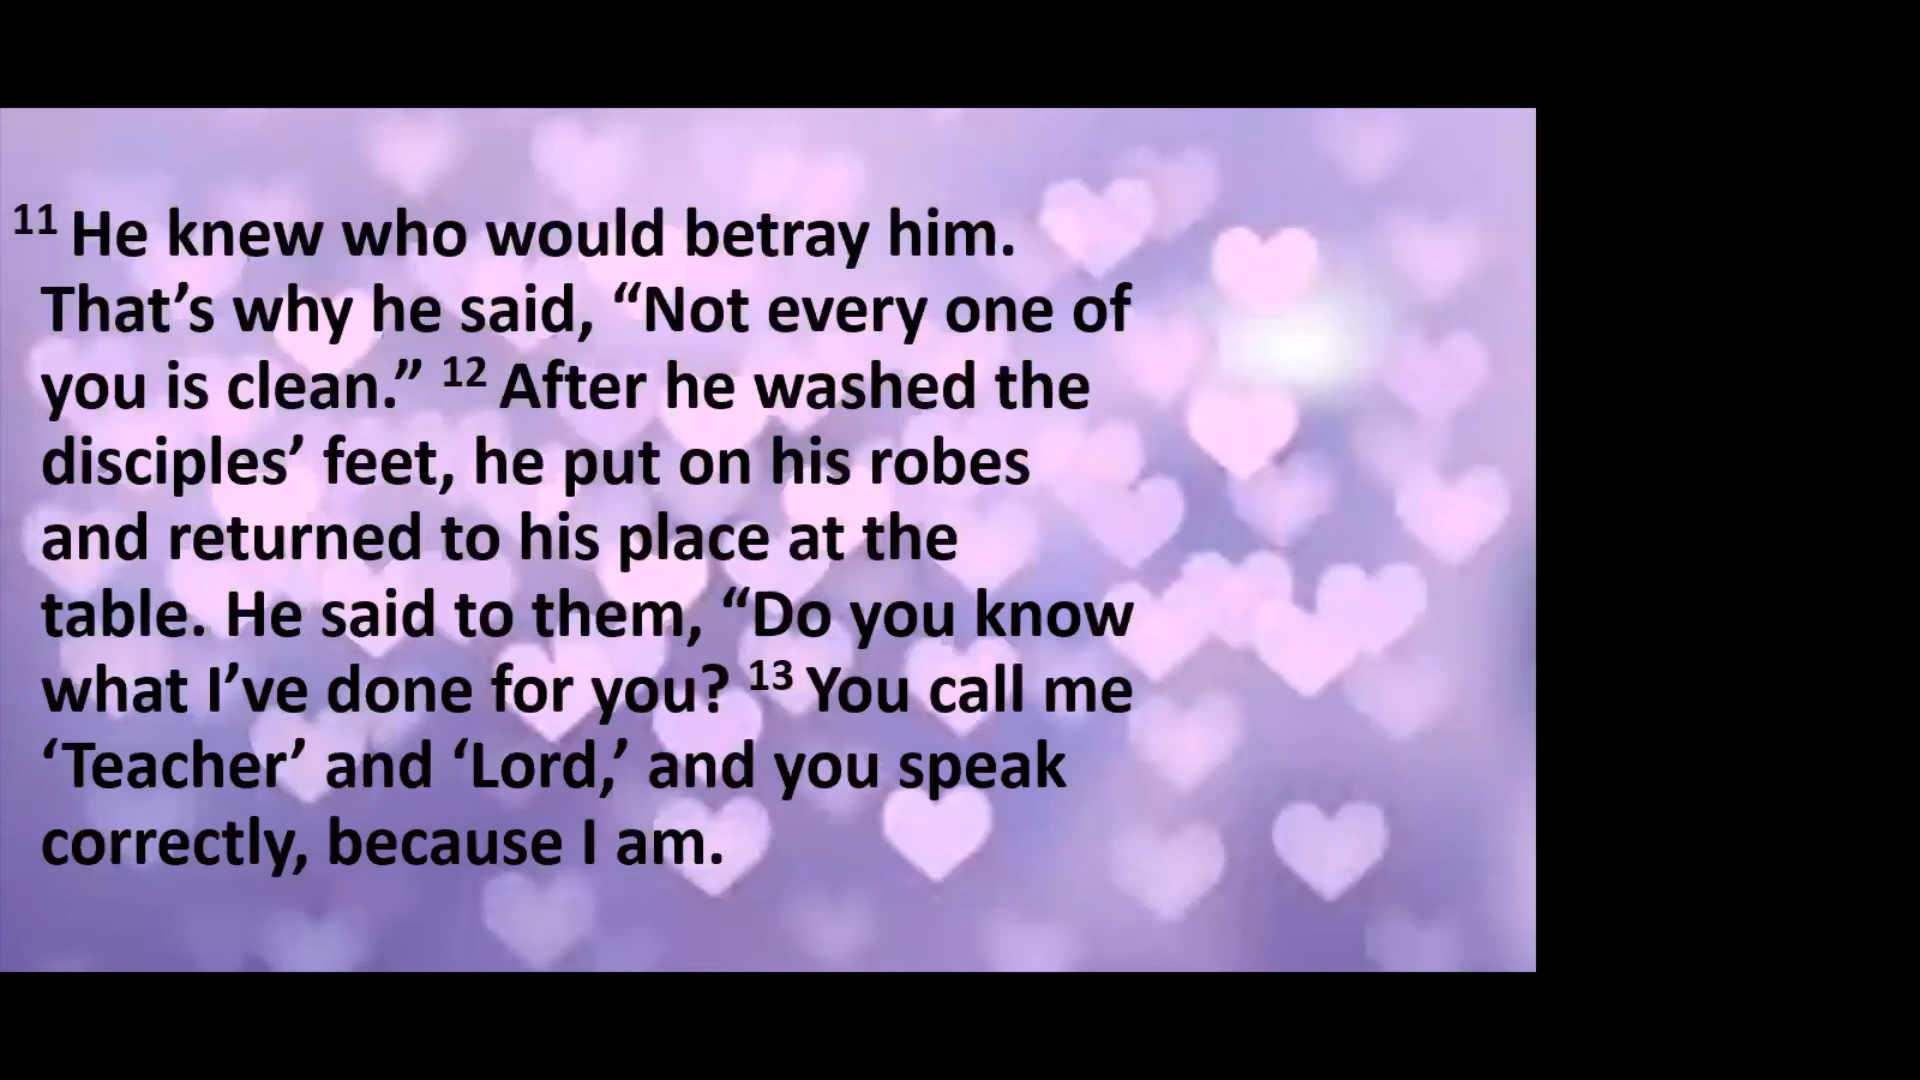 11 He knew who would betray him.
That’s why he said, “Not every one of
you is clean.” 12 After he washed the
disciples’ feet, he put on his robes
and returned to his place at the
table. He said to them, “Do you know
what I’ve done for you? 13 You call me
‘Teacher’ and ‘Lord,’ and you speak
correctly, because I am.